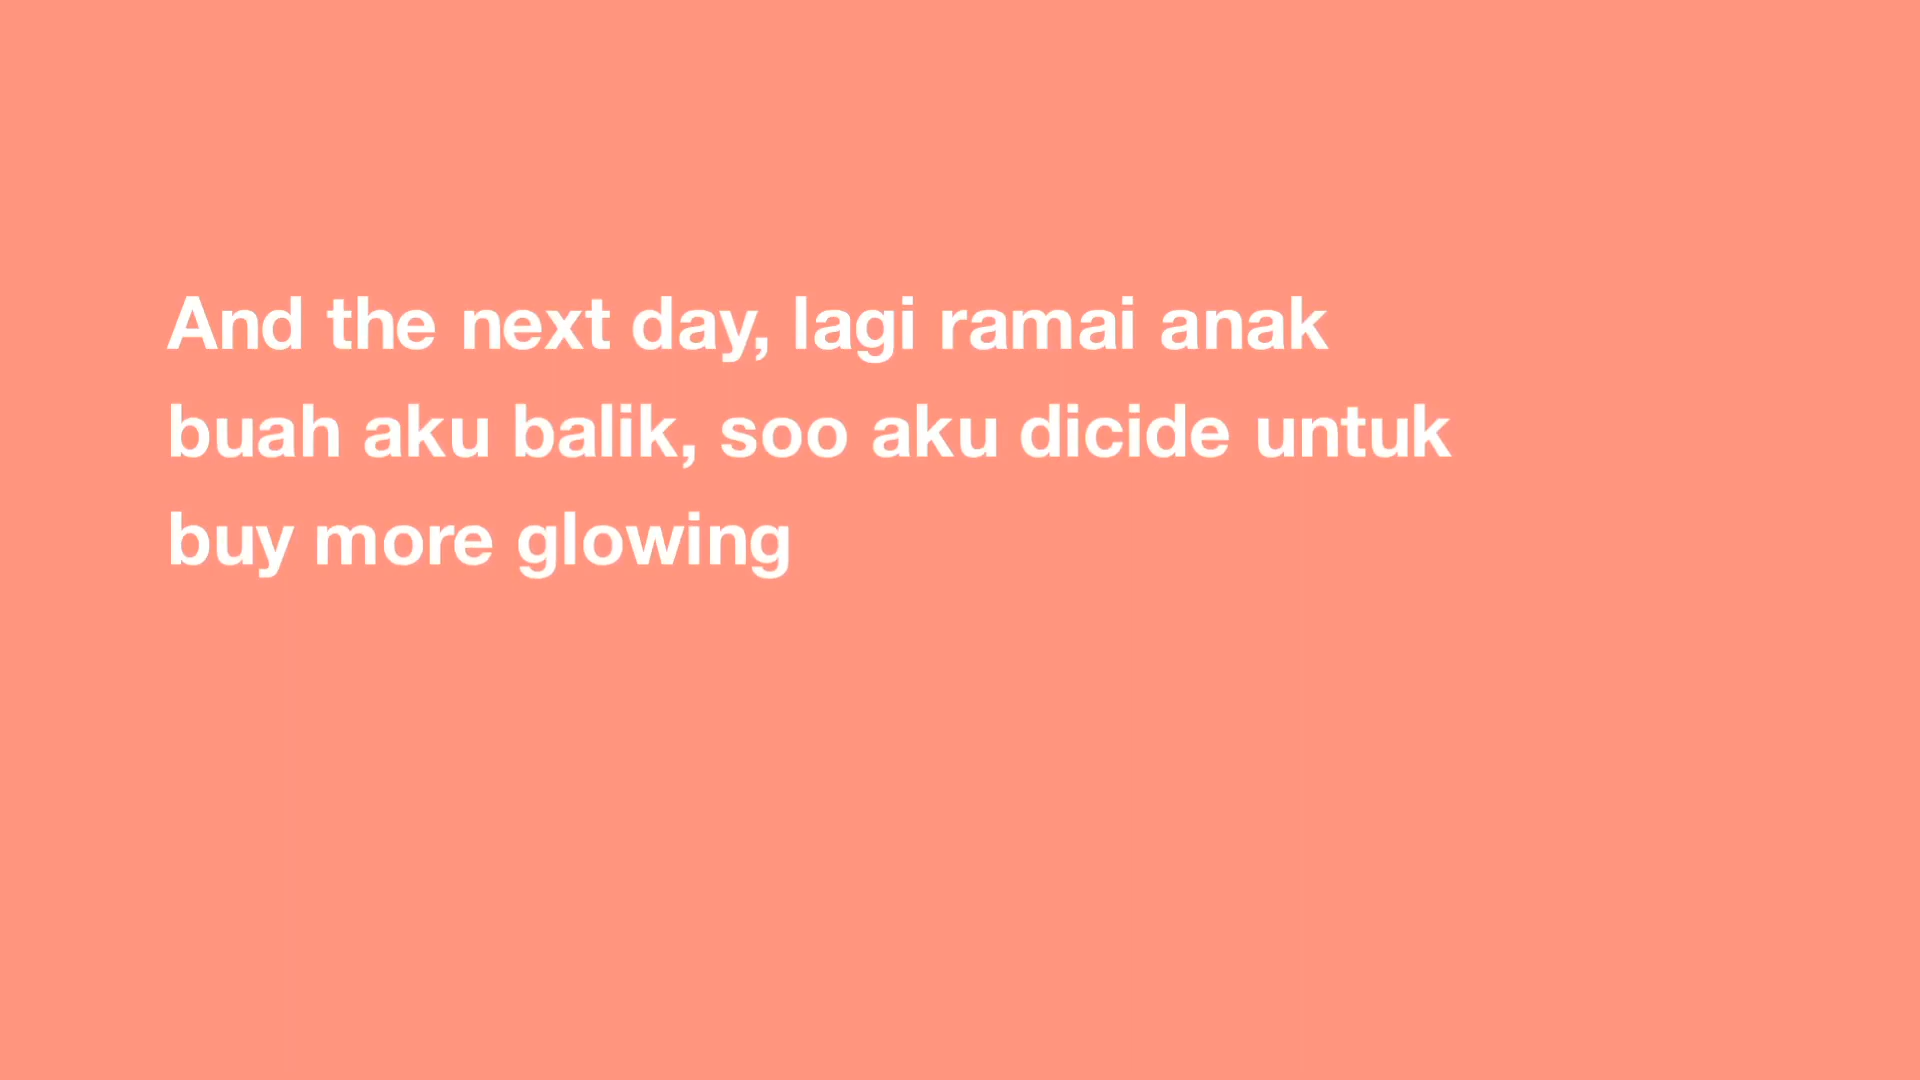 And the next day, lagi ramai anak
buah aku balik, soo aku dicide untuk
buy more glowing